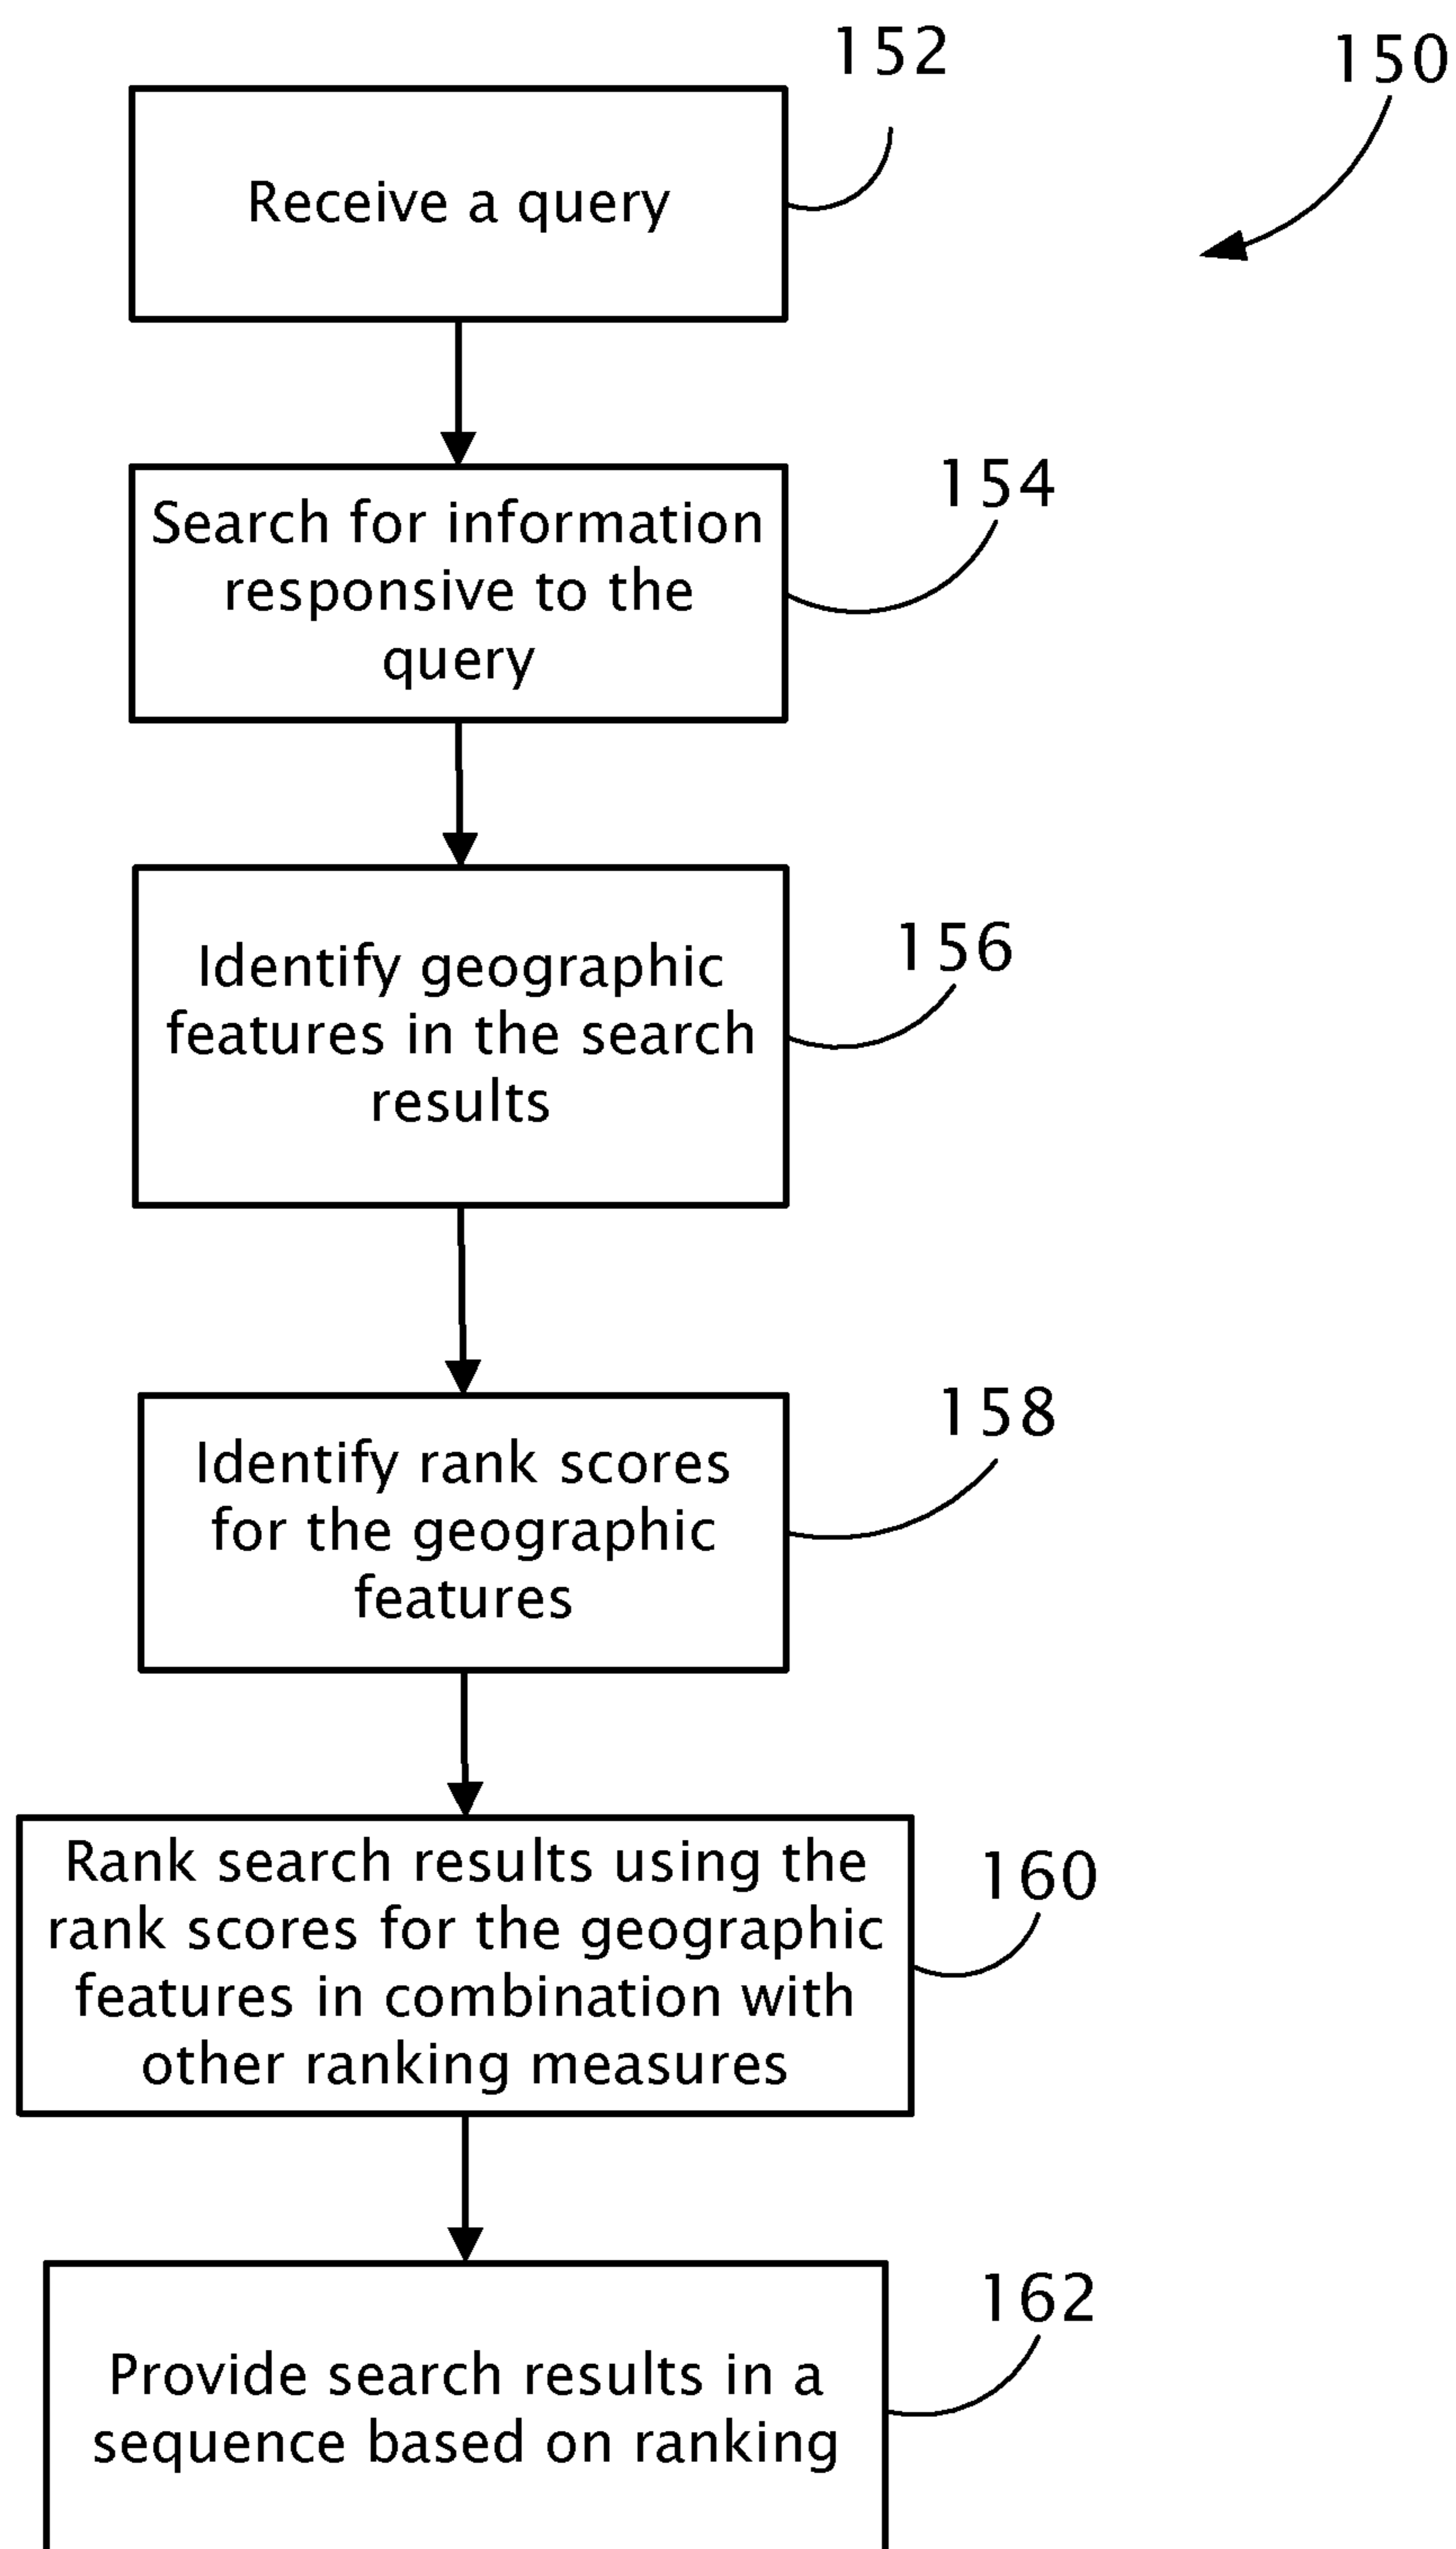 152
150
Receive a query
154
Search for information
responsive to the
query
156
Identify geographic
features in the search
results
158
Identify rank scores
for the geographic
features
160
Rank search results using the
rank scores for the geographic
features in combination with
other ranking measures
162
Provide search results in a
sequence based on ranking